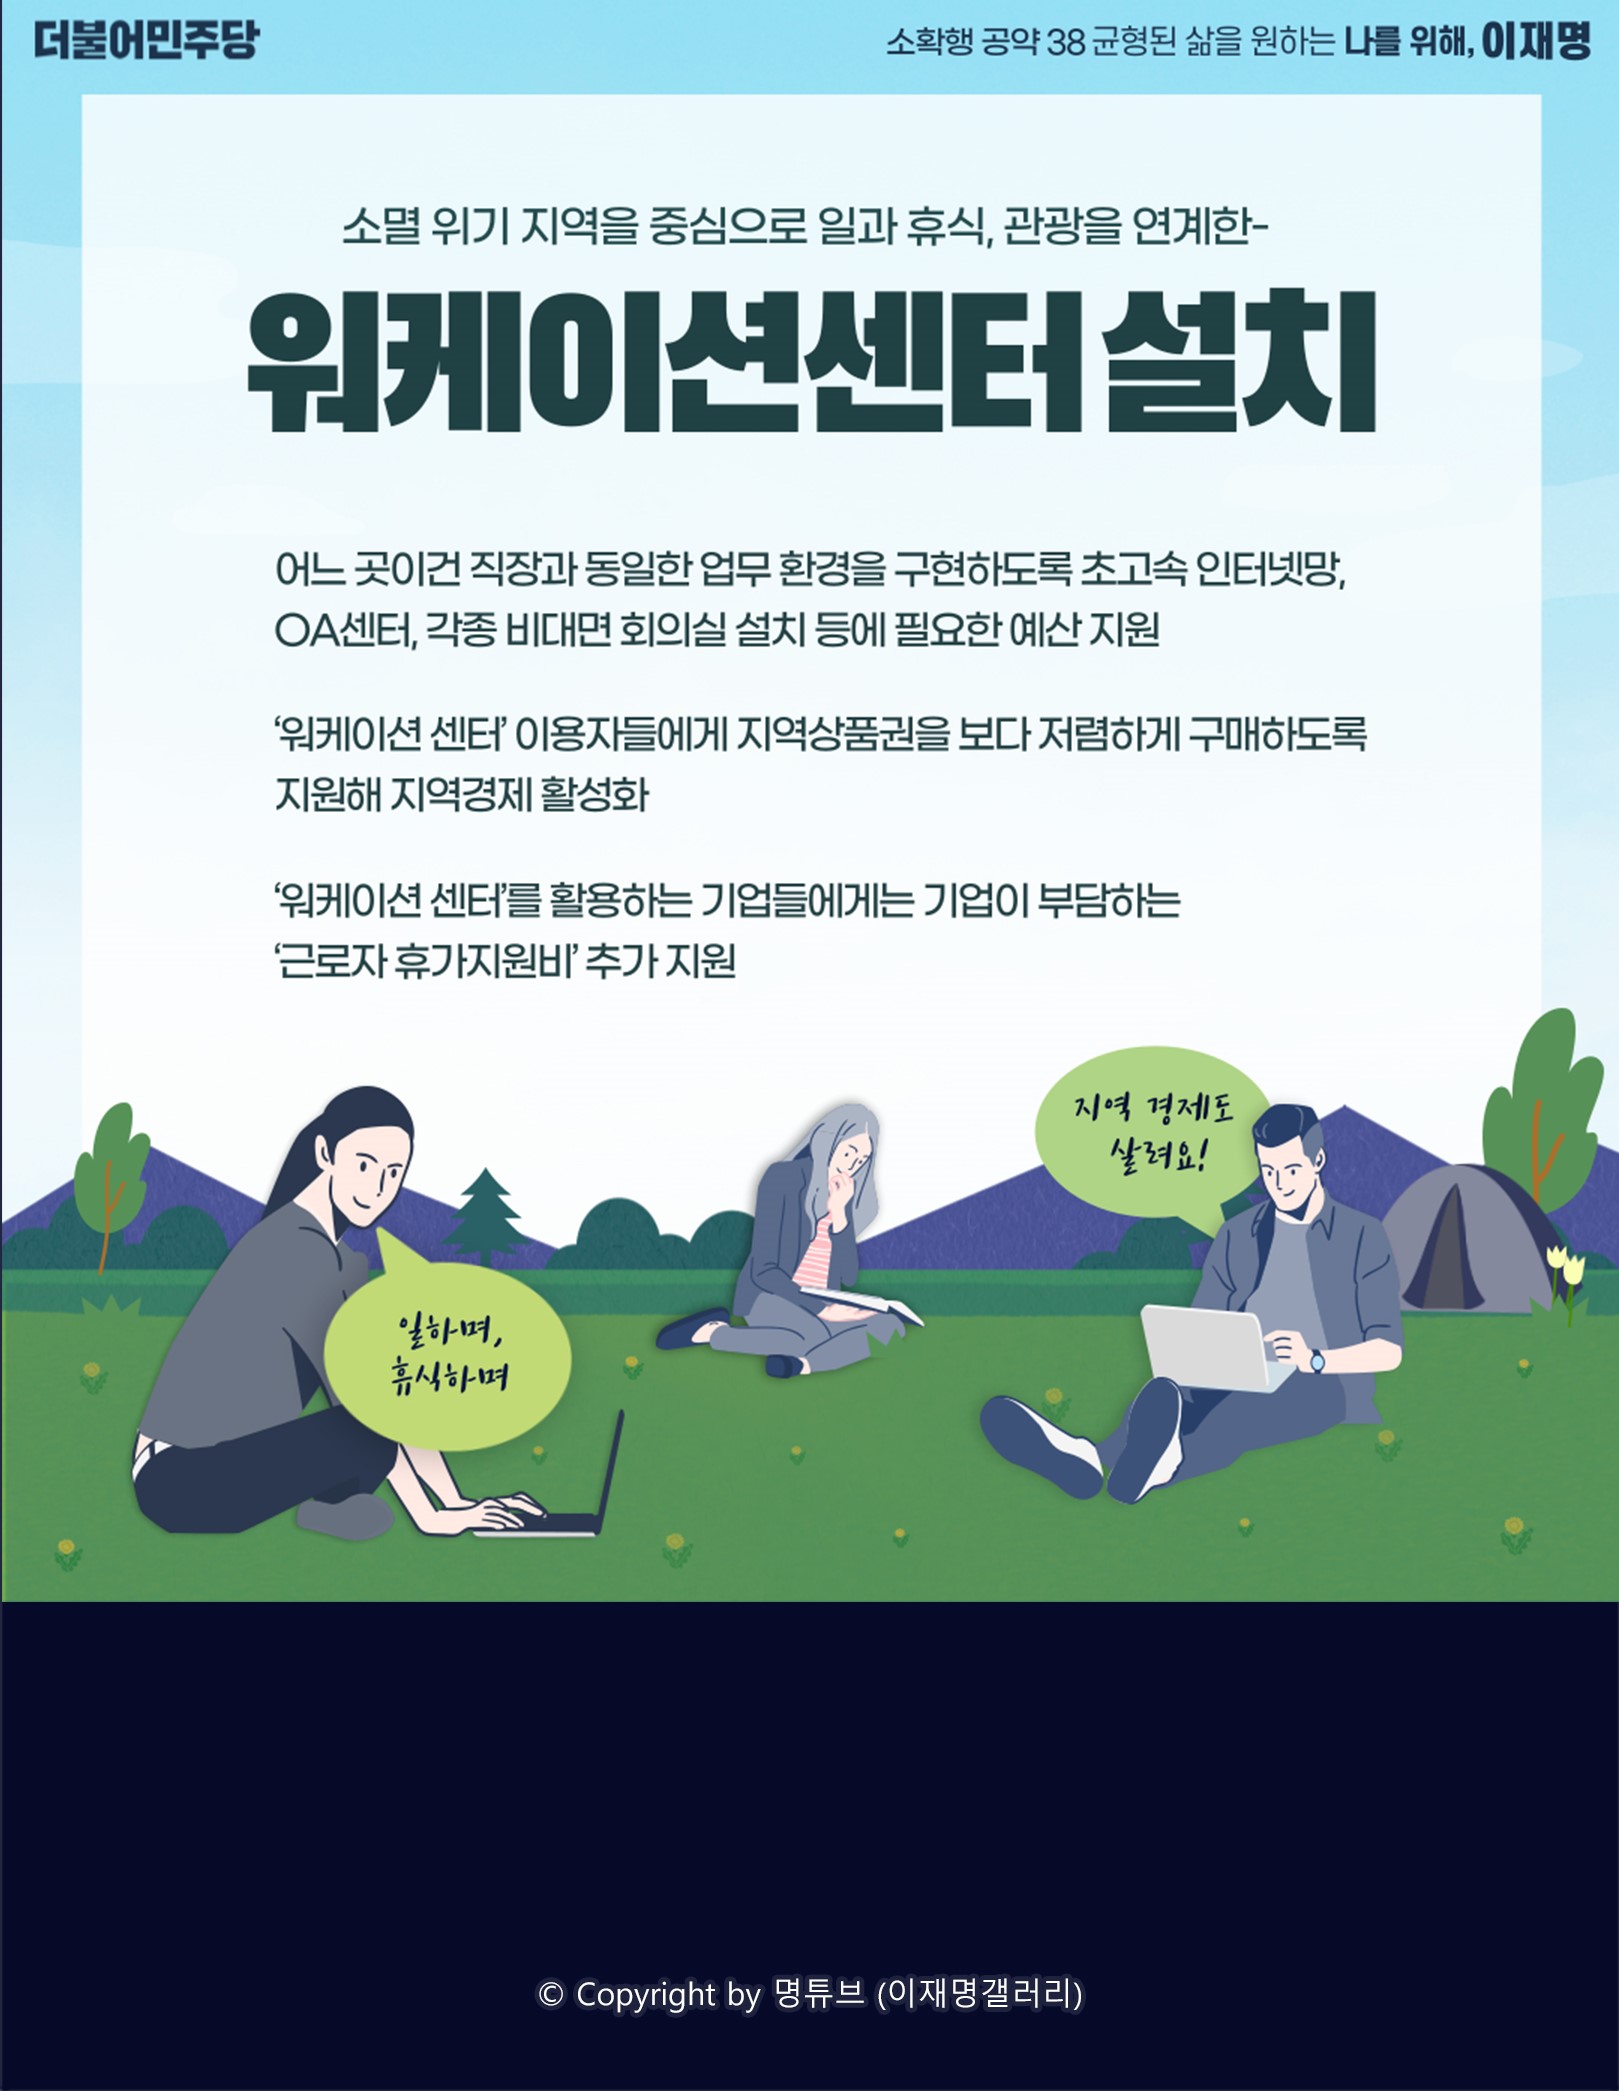 더불어민주당
소확행 공약 38 균형된 삶을 원하는 나를 위해, 이재명
소멸 위기 지역을 중심으로 일과 휴식, 관광을 연계한-
워케이션센터 설치
어느 곳이건 직장과 동일한 업무 환경을 구현하도록 초고속 인터넷망,
OA센터, 각종 비대면 회의실 설치 등에 필요한 예산 지원
‘워케이션 센터’ 이용자들에게 지역상품권을 보다 저렴하게 구매하도록
지원해 지역경제 활성화
‘워케이션 센터’를 활용하는 기업들에게는 기업이 부담하는
‘근로자 휴가지원비’ 추가 지원
지역 경제도
살려요!
일하며,
휴식하며
© Copyright by 명튜브 (이재명갤러리)